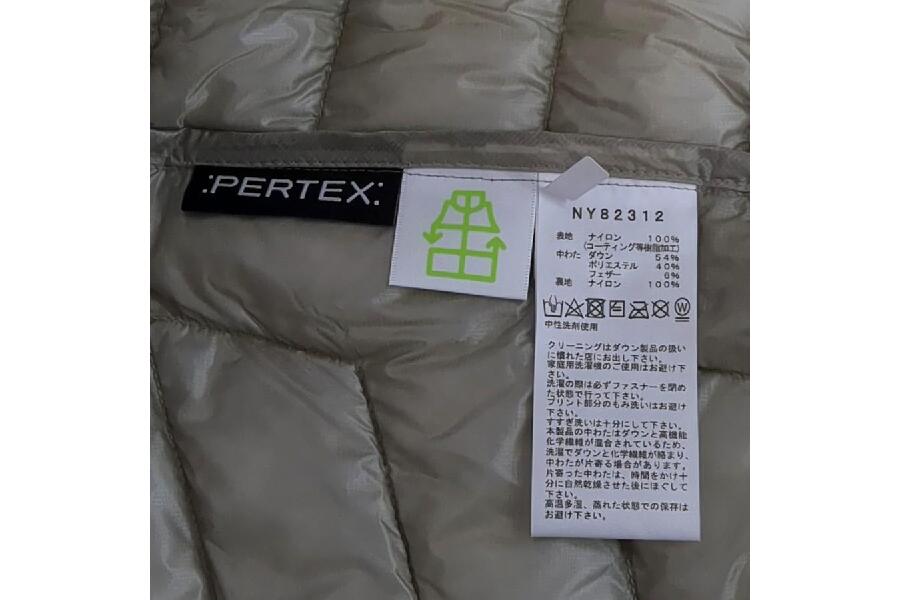 :PERTEX:
NY82312
表地 ナイロン 100%
(コーティング等樹脂加工)
中わた ダウン 54%
ポリエステル 40%
フェザー 6%
裏地 ナイロン 100%
W
中性洗剤使用
クリーニングはダウン製品の扱い
に慣れた店にお出し下さい。
家庭用洗濯機のご使用はお避け下
さい。
洗濯の際は必ずファスナーを閉め
た状態で行って下さい。
プリント部分のもみ洗いはお避け
下さい。
すすぎ洗いは十分にして下さい。
本製品の中わたはダウンと高機能
化学繊維が混合されているため、
洗濯でダウンと化学繊維が絡まり、
中わたが片寄る場合があります。
片寄った中わたは、時間をかけ十
分に自然乾燥させた後にほぐして
下さい。
高温多湿、蒸れた状態での保存は
お避け下さい。